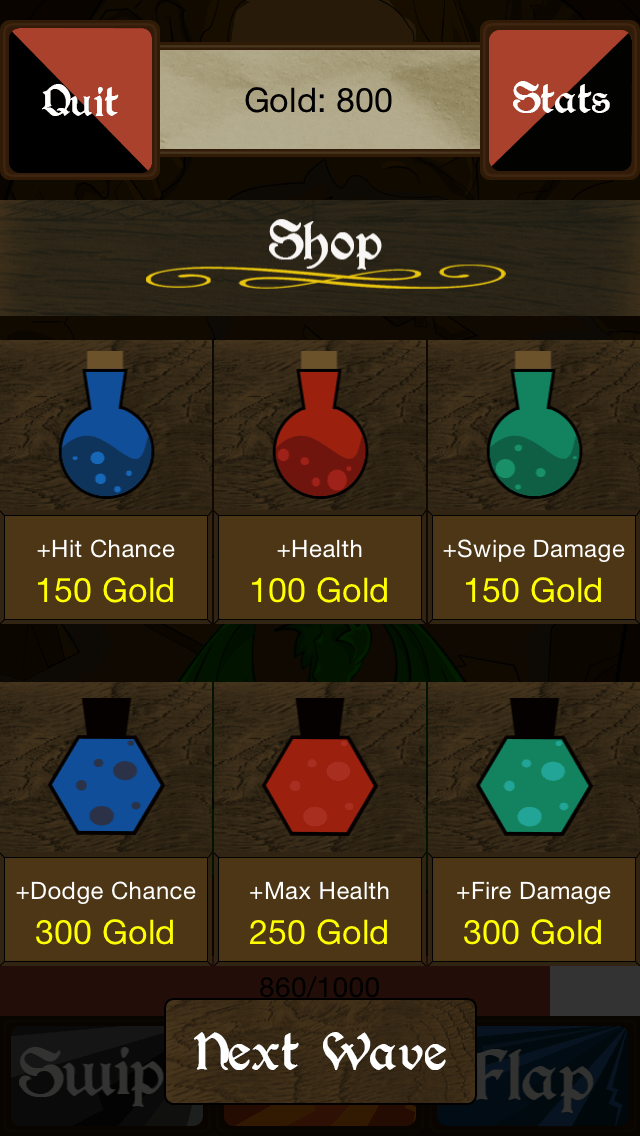 Quit
Gold: 800
Stats
Shop
+Hit Chance
150 Gold
+Health
100 Gold
+Swipe Damage
150 Gold
+Dodge Chance
300 Gold
+Max Health
250 Gold
+Fire Damage
300 Gold
860/1000
Swip
Next Wave
Flap